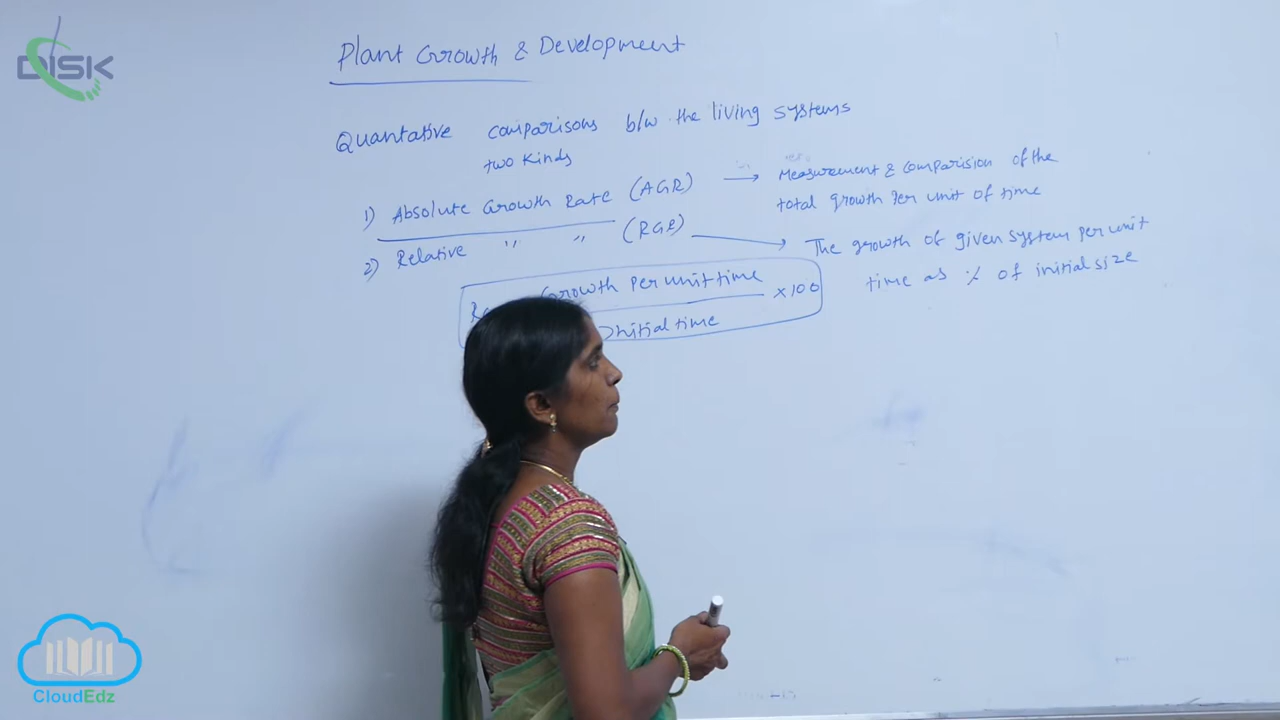 DISK
Plant Growth & Development
Quantative comparisons b/w the living systems
two kinds
1) Absolute Growth Rate (AGR) → Measurement & comparision of the
total growth per unit of time
2) Relative " " (RGR) → The growth of given system per unit
time as % of initial size
Growth per unit time
Initial time × 100
CloudEdz